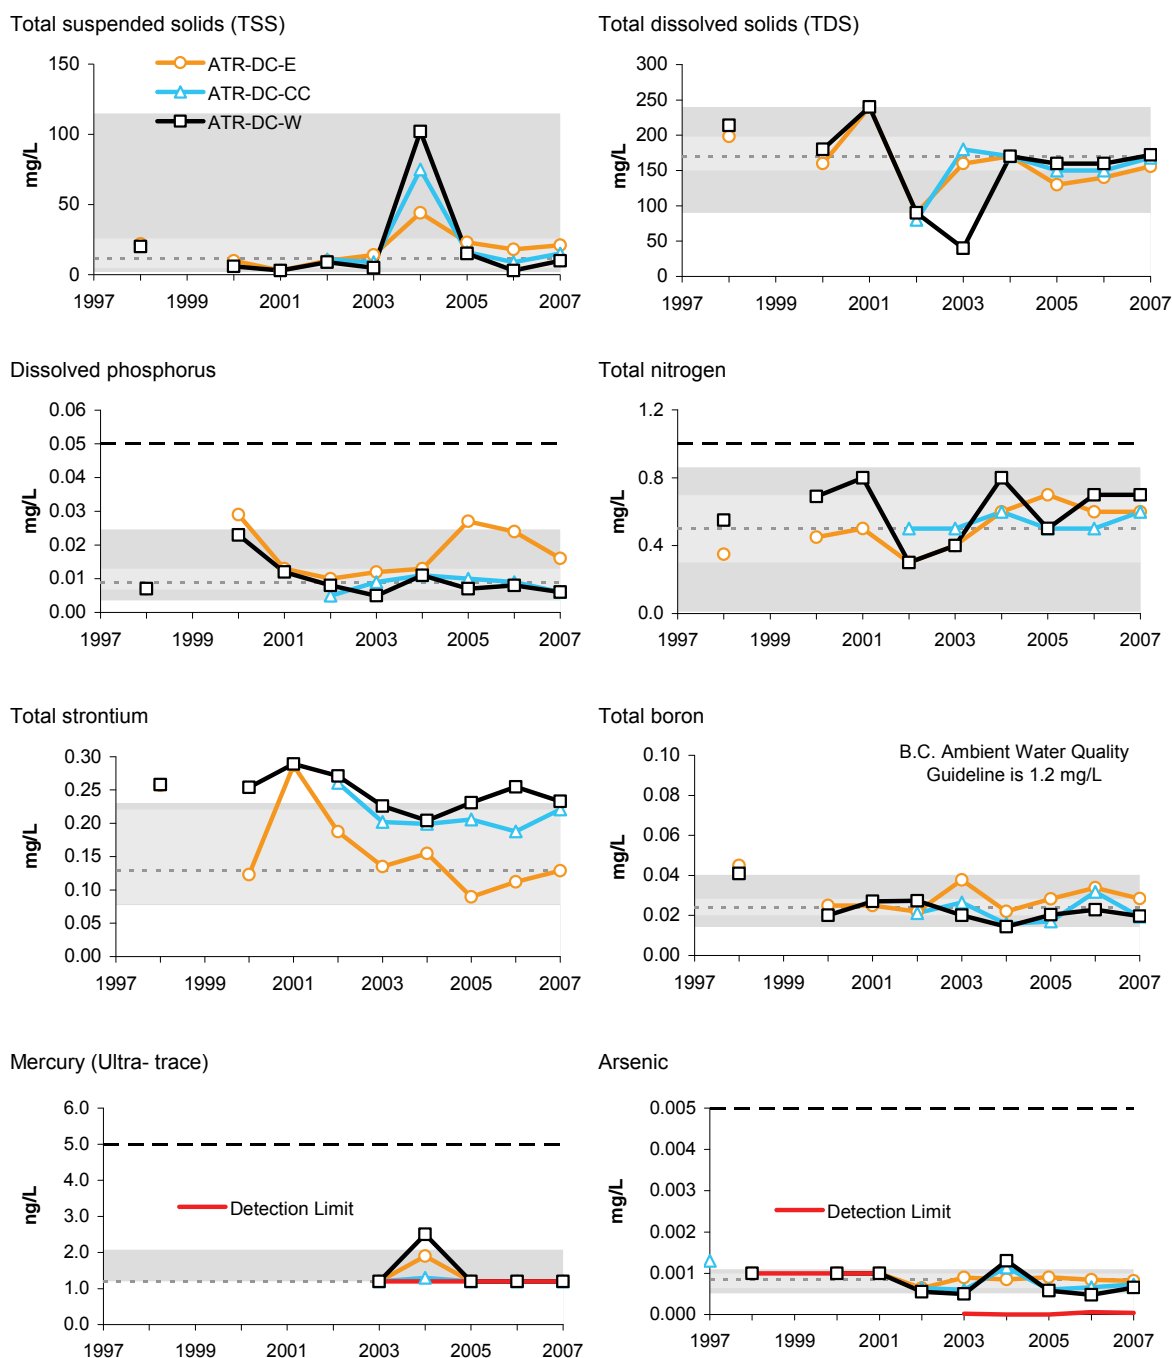 Total suspended solids (TSS)
150
100
50
0
mg/L
ATR-DC-E
ATR-DC-CC
ATR-DC-W
1997 1999 2001 2003 2005 2007
Total dissolved solids (TDS)
300
250
200
150
100
50
0
mg/L
1997 1999 2001 2003 2005 2007
Dissolved phosphorus
0.06
0.05
0.04
0.03
0.02
0.01
0.00
mg/L
1997 1999 2001 2003 2005 2007
Total nitrogen
1.2
0.8
0.4
0.0
mg/L
1997 1999 2001 2003 2005 2007
Total strontium
0.30
0.25
0.20
0.15
0.10
0.05
0.00
mg/L
1997 1999 2001 2003 2005 2007
Total boron
0.10
0.08
0.06
0.04
0.02
0.00
mg/L
B.C. Ambient Water Quality
Guideline is 1.2 mg/L
1997 1999 2001 2003 2005 2007
Mercury (Ultra- trace)
6.0
5.0
4.0
3.0
2.0
1.0
0.0
ng/L
Detection Limit
1997 1999 2001 2003 2005 2007
Arsenic
0.005
0.004
0.003
0.002
0.001
0.000
mg/L
Detection Limit
1997 1999 2001 2003 2005 2007